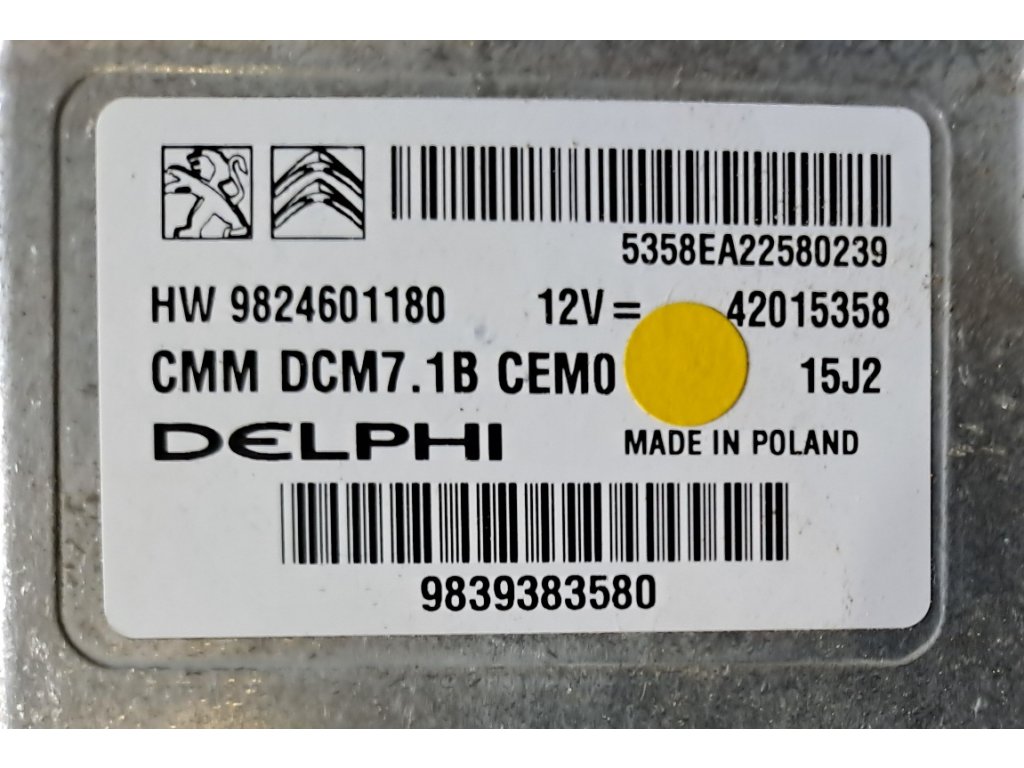 5358EA22580239
HW 9824601180 12V= 42015358
CMM DCM7.1B CEM0 15J2
DELPHI MADE IN POLAND
9839383580